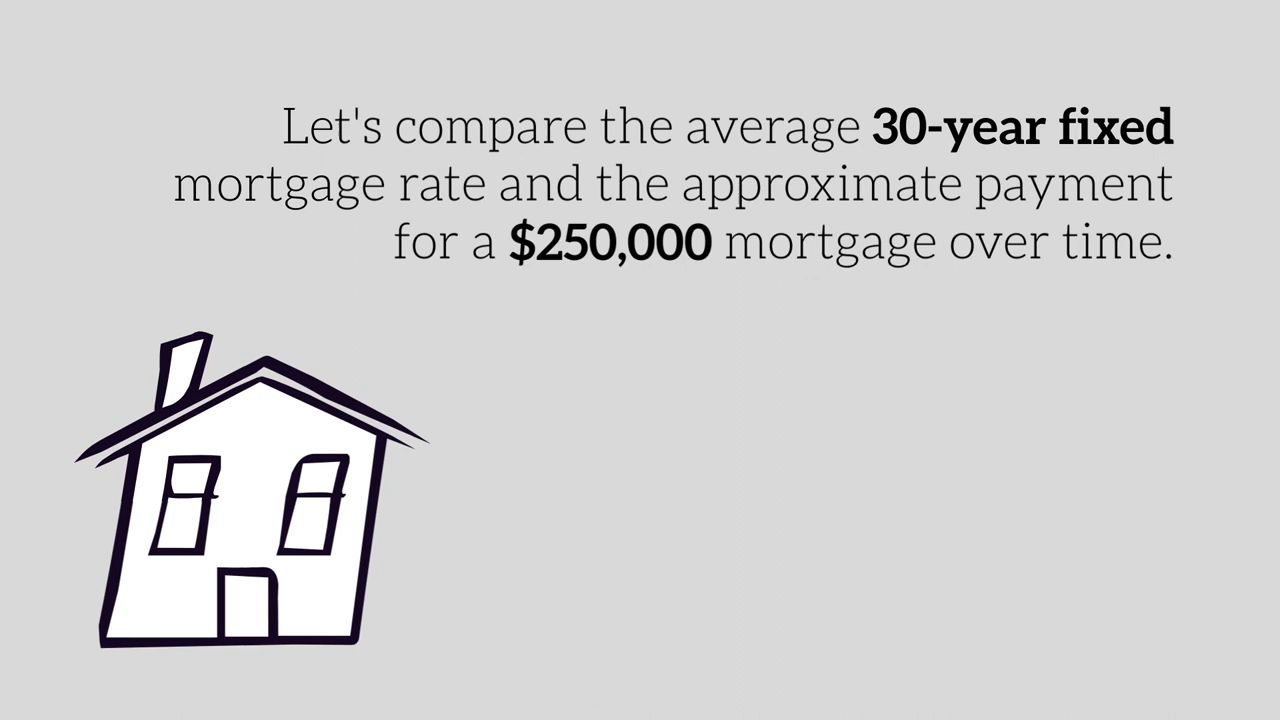 Let's compare the average 30-year fixed
mortgage rate and the approximate payment
for a $250,000 mortgage over time.